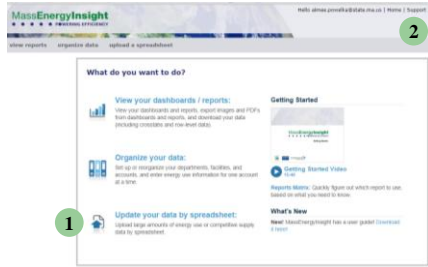 MassEnergyInsight
POWERING EFFICIENCY
Hello almas.povalka@state.ma.us | Home | Support
2
view reports organize data upload a spreadsheet
What do you want to do?
View your dashboards / reports:
View your dashboards and reports, export images and PDFs
from dashboards and reports, and download your data
(including crosstabs and row-level data).
Organize your data:
Set up or reorganize your departments, facilities, and
accounts, and enter energy use information for one account
at a time.
1
Update your data by spreadsheet:
Upload large amounts of energy use or competitive supply
data by spreadsheet
Getting Started
MassEnergyInsight
Getting Started Video
Reports Matrix: Quickly figure out which report to use
based on what you need to know.
What's New
New! MassEnergyInsight has a user guide! Download
it here!